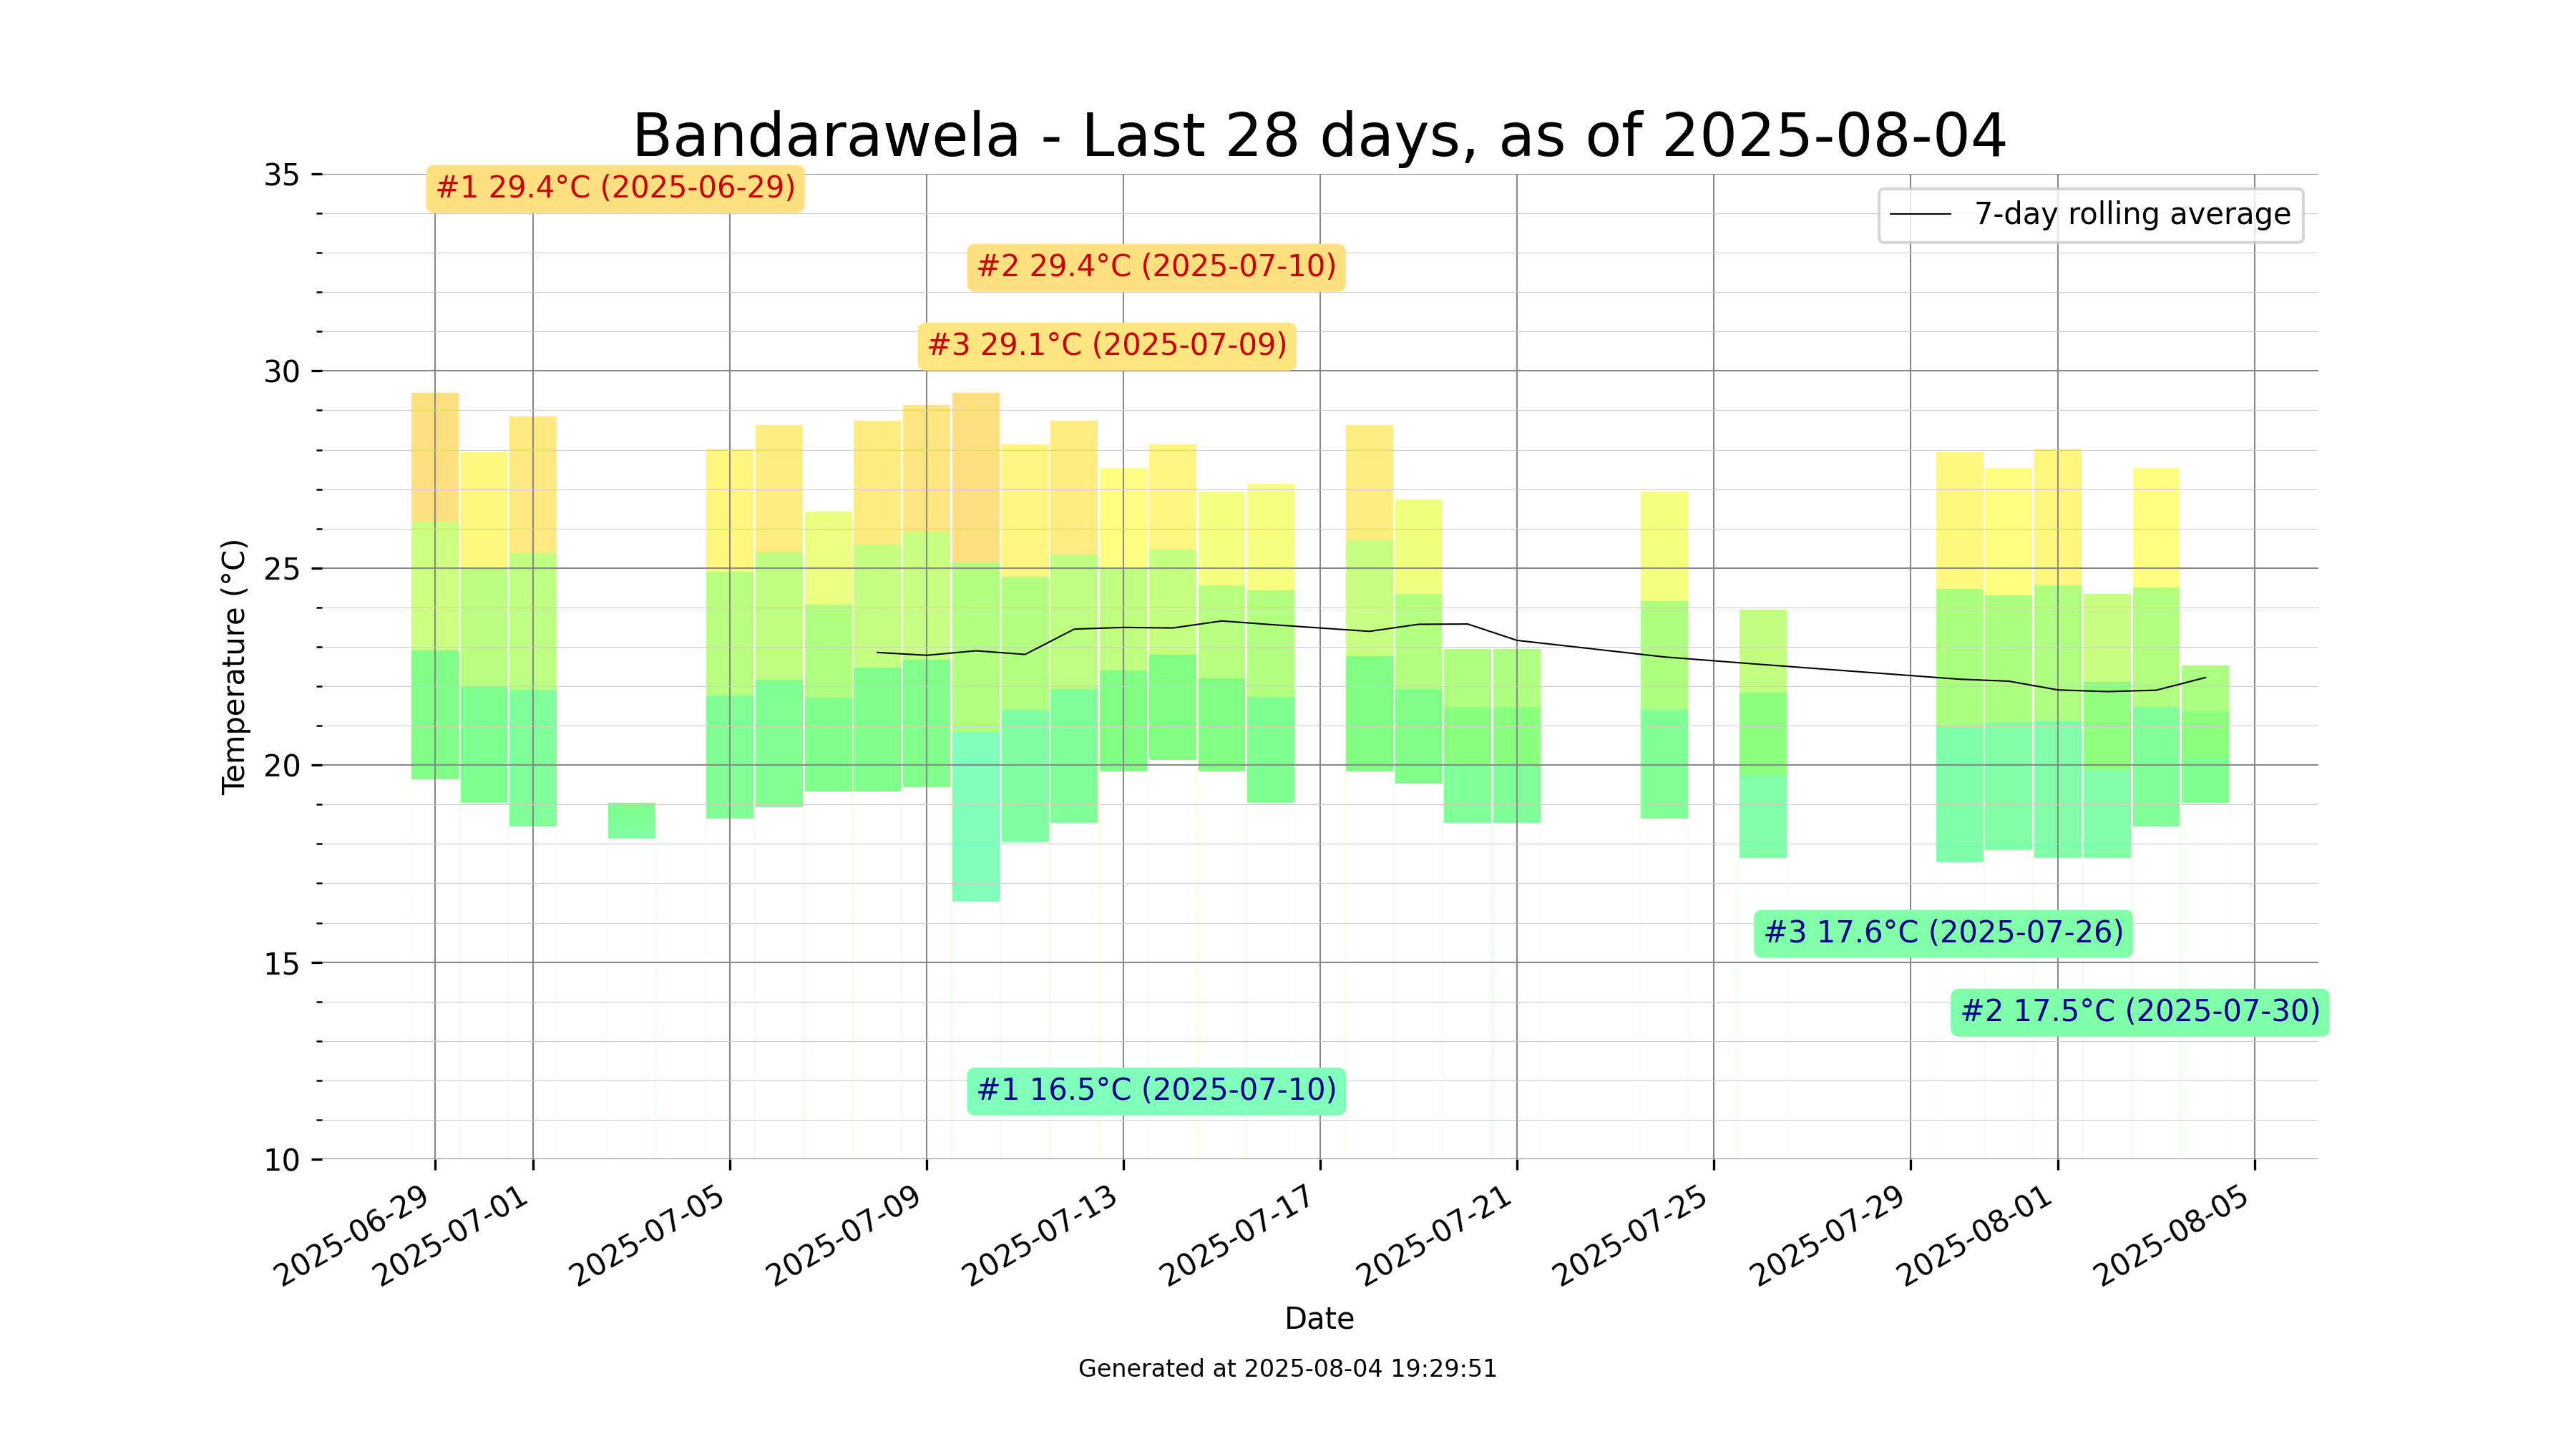 Bandarawela - Last 28 days, as of 2025-08-04
35
#1 29.4°C (2025-06-29)
7-day rolling average
#2 29.4°C (2025-07-10)
#3 29.1°C (2025-07-09)
30
Temperature (°C)
25
20
#3 17.6°C (2025-07-26)
15
#2 17.5°C (2025-07-30)
#1 16.5°C (2025-07-10)
10
2025-06-29
2025-07-01
2025-07-05
2025-07-09
2025-07-13
2025-07-17
2025-07-21
2025-07-25
2025-07-29
2025-08-01
2025-08-05
Date
Generated at 2025-08-04 19:29:51